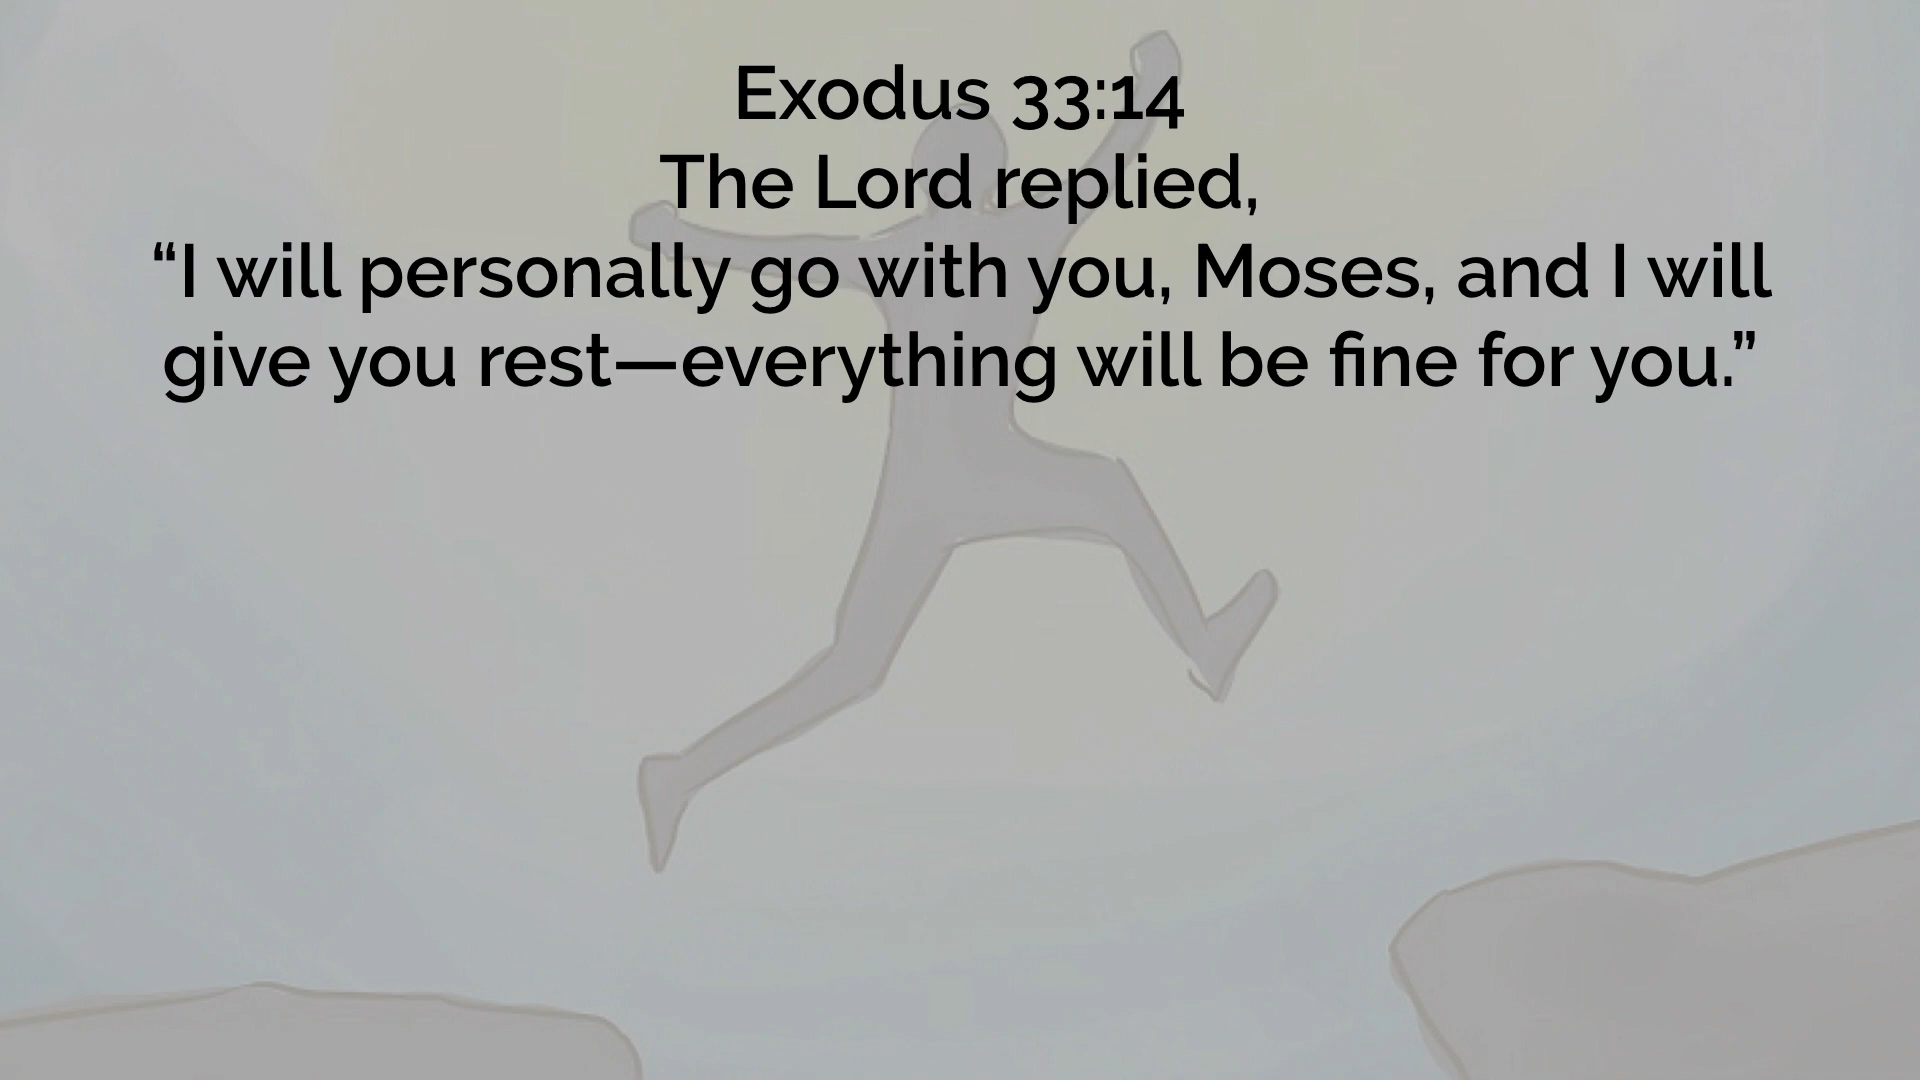 Exodus 33:14
The Lord replied,
“I will personally go with you, Moses, and I will
give you rest—everything will be fine for you.”